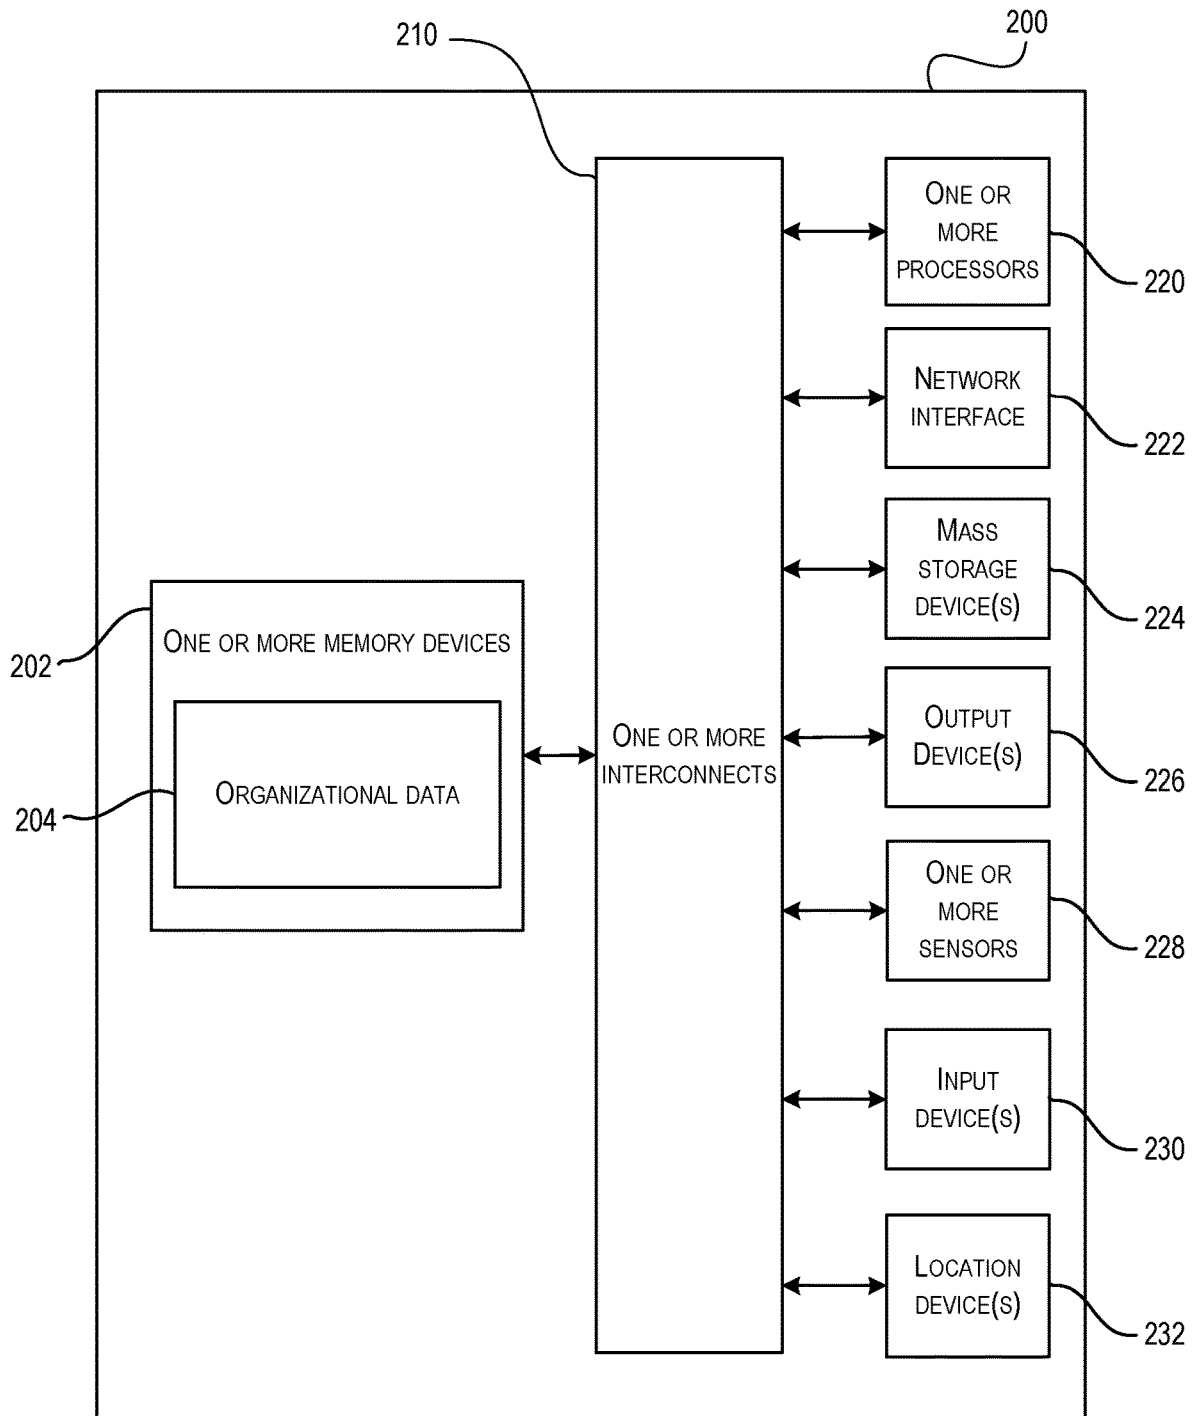 200
210
ONE OR
MORE
PROCESSORS
220
NETWORK
INTERFACE
222
MASS
STORAGE
DEVICE(S)
224
202
ONE OR MORE MEMORY DEVICES
204
ORGANIZATIONAL DATA
ONE OR MORE
INTERCONNECTS
OUTPUT
DEVICE(S)
226
ONE OR
MORE
SENSORS
228
INPUT
DEVICE(S)
230
LOCATION
DEVICE(S)
232